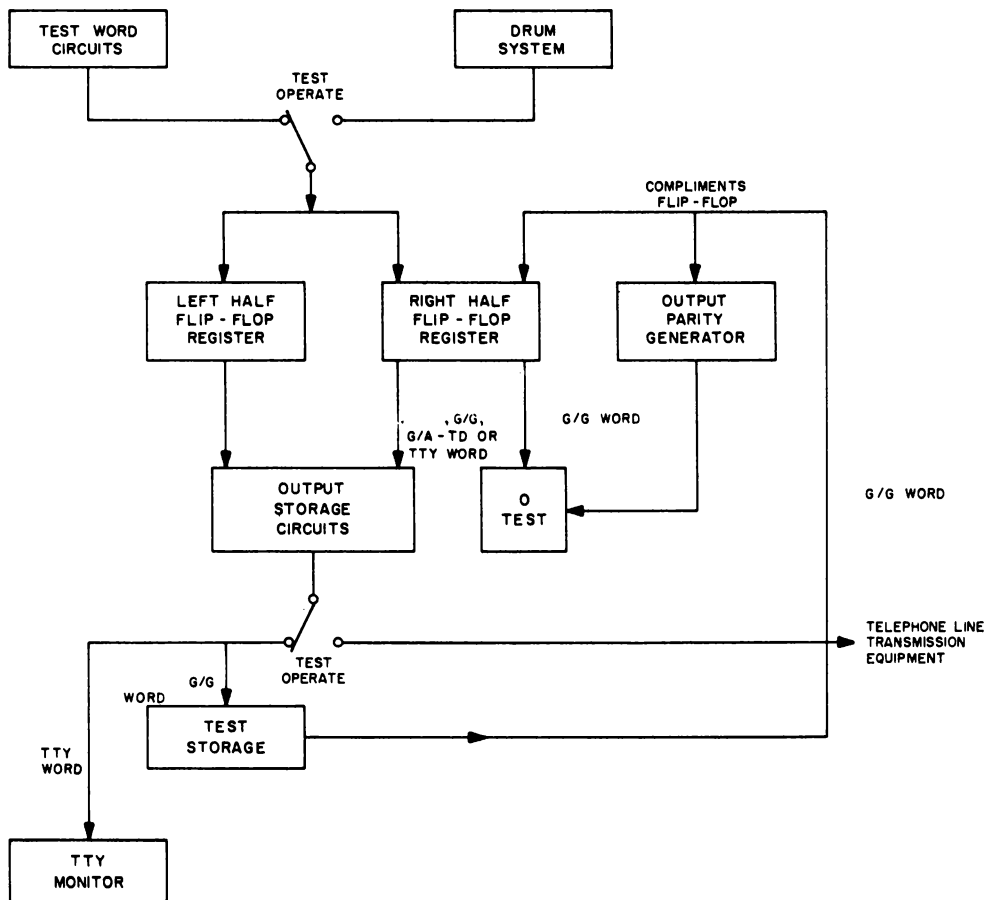 TEST WORD
CIRCUITS
DRUM
SYSTEM
TEST
OPERATE
COMPLIMENTS
FLIP-FLOP
LEFT HALF
FLIP-FLOP
REGISTER
RIGHT HALF
FLIP-FLOP
REGISTER
OUTPUT
PARITY
GENERATOR
, G/G,
G/A-TD OR
TTY WORD
G/G WORD
OUTPUT
STORAGE
CIRCUITS
O
TEST
G/G WORD
TELEPHONE LINE
TRANSMISSION
EQUIPMENT
TEST
OPERATE
G/G
WORD
TEST
STORAGE
TTY
WORD
TTY
MONITOR